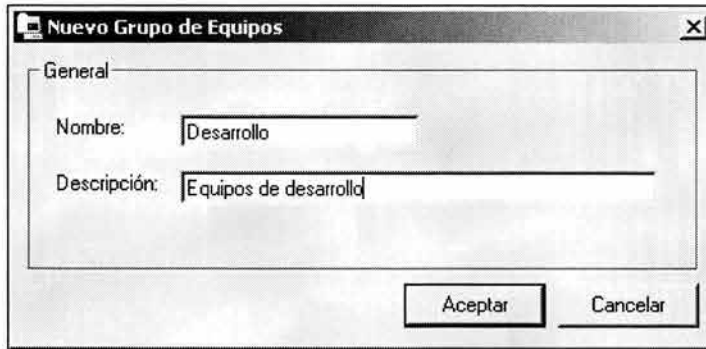 Nuevo Grupo de Equipos
General
Nombre: Desarrollo
Descripción: Equipos de desarrollo
Aceptar Cancelar